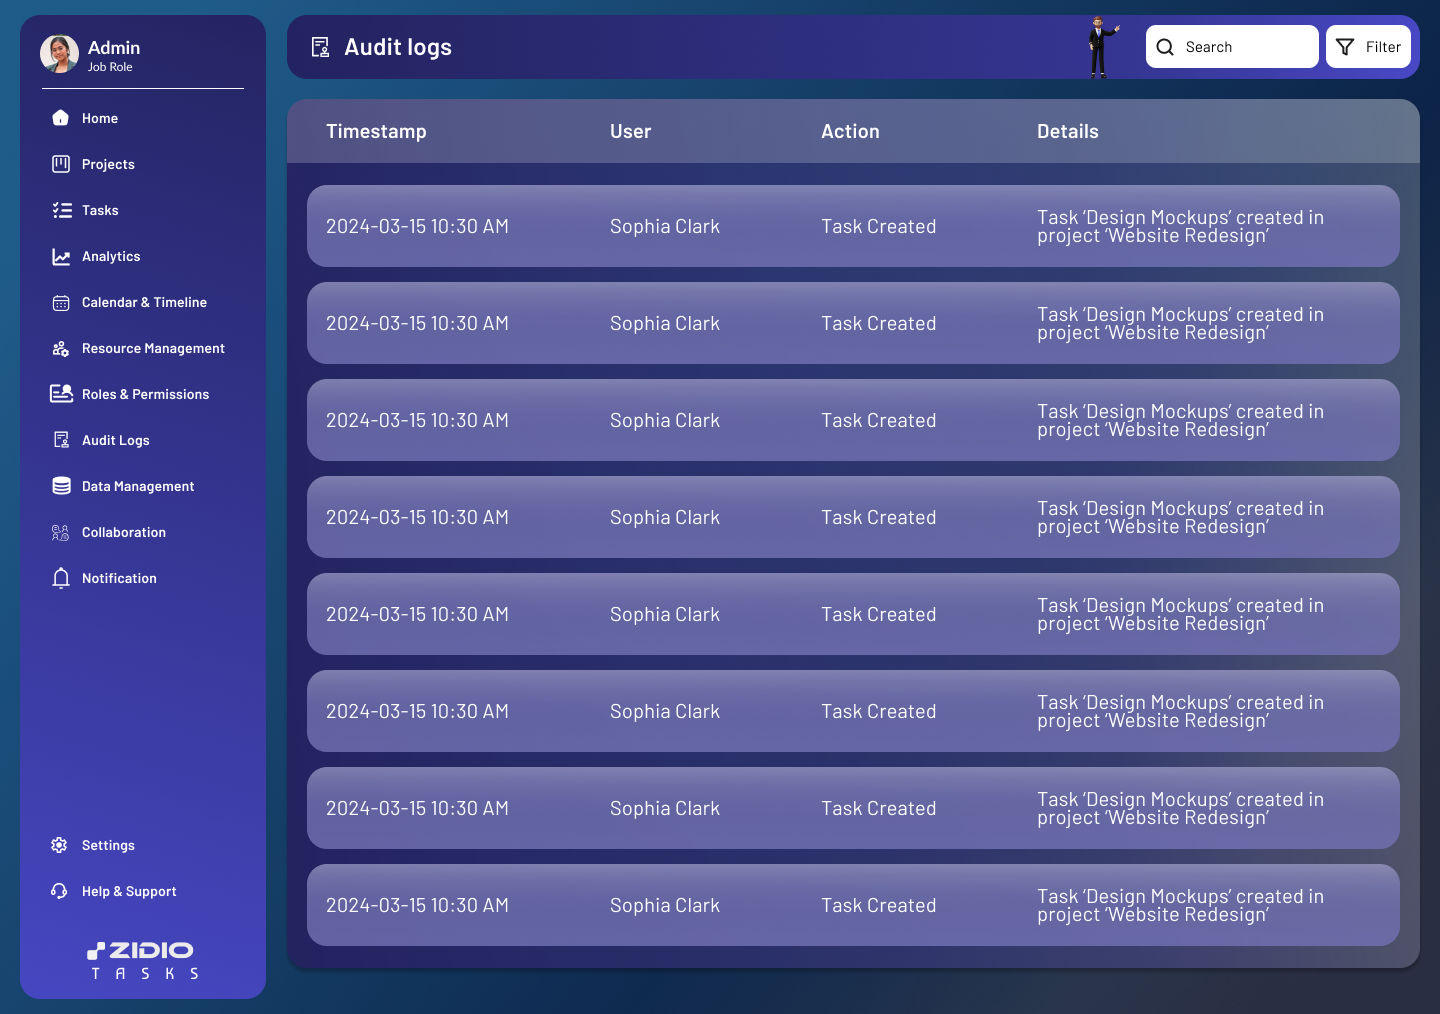 Admin
Job Role
Home
Projects
Tasks
Analytics
Calendar & Timeline
Resource Management
Roles & Permissions
Audit Logs
Data Management
Collaboration
Notification
Settings
Help & Support
ZIDIO
TASKS
Audit logs
Search
Filter
Timestamp User Action Details
2024-03-15 10:30 AM Sophia Clark Task Created Task ‘Design Mockups’ created in
project ‘Website Redesign’
2024-03-15 10:30 AM Sophia Clark Task Created Task ‘Design Mockups’ created in
project ‘Website Redesign’
2024-03-15 10:30 AM Sophia Clark Task Created Task ‘Design Mockups’ created in
project ‘Website Redesign’
2024-03-15 10:30 AM Sophia Clark Task Created Task ‘Design Mockups’ created in
project ‘Website Redesign’
2024-03-15 10:30 AM Sophia Clark Task Created Task ‘Design Mockups’ created in
project ‘Website Redesign’
2024-03-15 10:30 AM Sophia Clark Task Created Task ‘Design Mockups’ created in
project ‘Website Redesign’
2024-03-15 10:30 AM Sophia Clark Task Created Task ‘Design Mockups’ created in
project ‘Website Redesign’
2024-03-15 10:30 AM Sophia Clark Task Created Task ‘Design Mockups’ created in
project ‘Website Redesign’